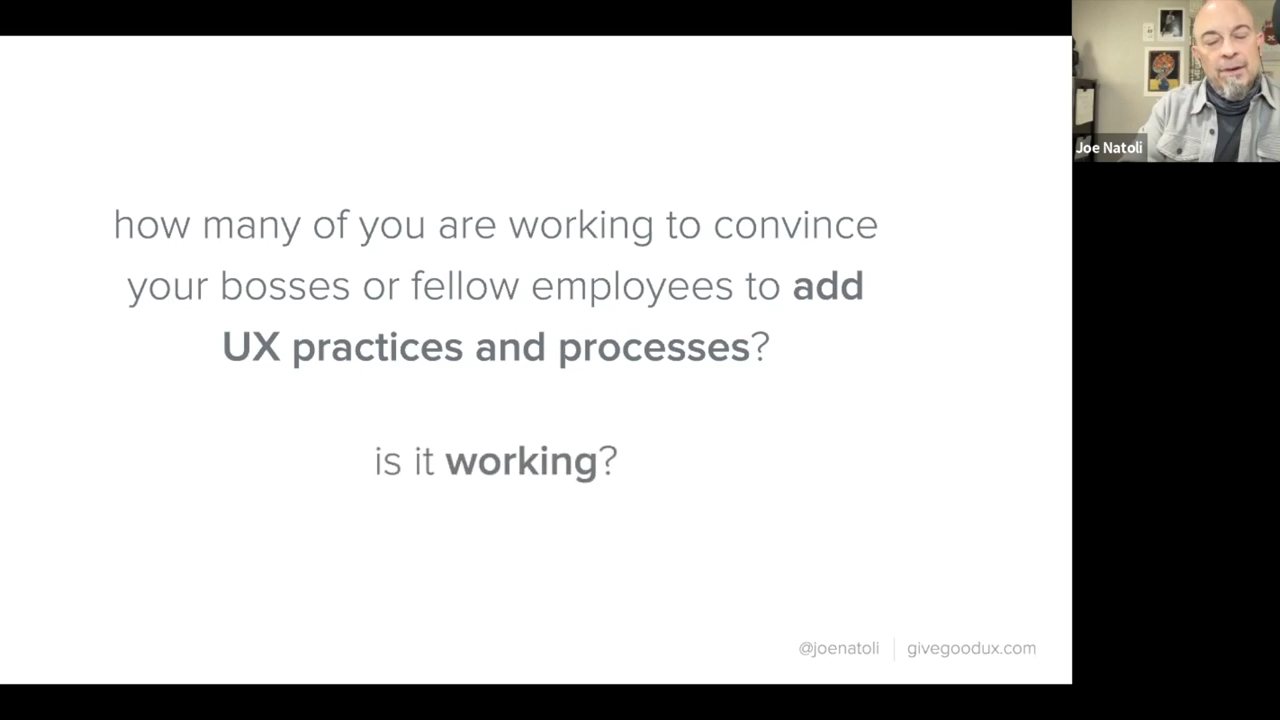 how many of you are working to convince
your bosses or fellow employees to add
UX practices and processes?
is it working?
@joenatoli | givegoodux.com
Joe Natoli